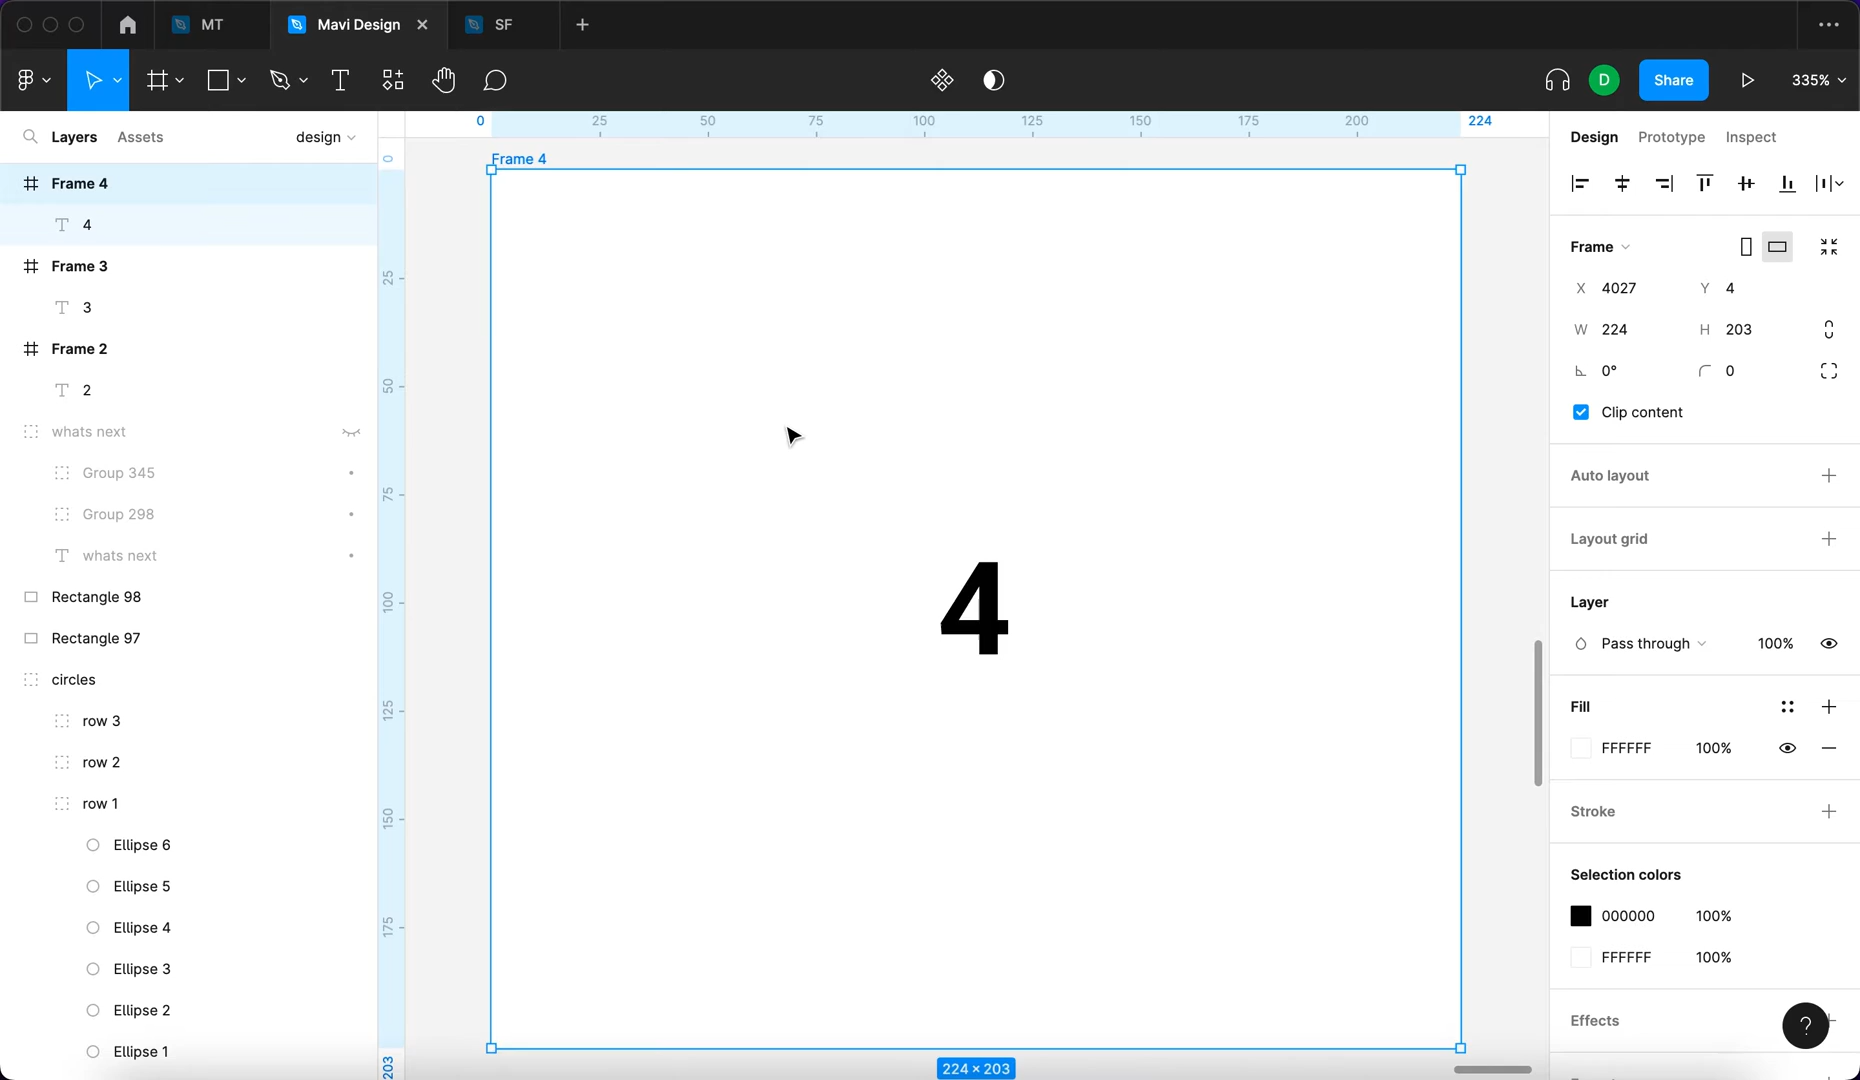 MT
Mavi Design
SF
D
Share
335%
Layers
Assets
design
Frame 4
4
Frame 3
3
Frame 2
2
whats next
Group 345
Group 298
whats next
Rectangle 98
Rectangle 97
circles
row 3
row 2
row 1
Ellipse 6
Ellipse 5
Ellipse 4
Ellipse 3
Ellipse 2
Ellipse 1
0 25 50 75 100 125 150 175 200 224
0
25
50
75
100
125
150
175
203
Frame 4
4
224 × 203
Design Prototype Inspect
Frame
X 4027 Y 4
W 224 H 203
0° 0
Clip content
Auto layout
Layout grid
Layer
Pass through 100%
Fill
FFFFFF 100%
Stroke
Selection colors
000000 100%
FFFFFF 100%
Effects
?